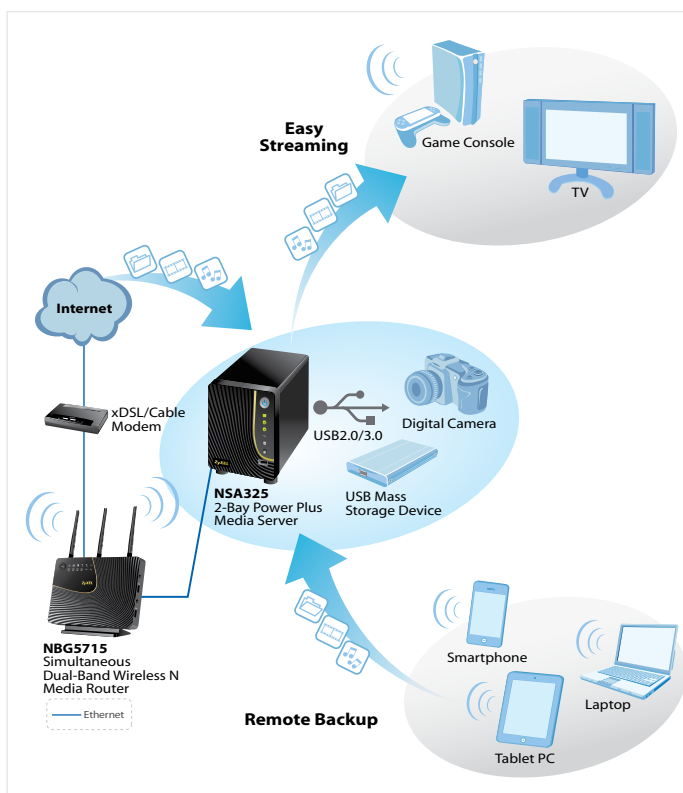 Easy
Streaming
Game Console
TV
Internet
xDSL/Cable
Modem
USB2.0/3.0
Digital Camera
NSA325
2-Bay Power Plus
Media Server
USB Mass
Storage Device
ZyXEL
ZyXEL
NBG5715
Simultaneous
Dual-Band Wireless N
Media Router
Ethernet
Remote Backup
Smartphone
Laptop
Tablet PC